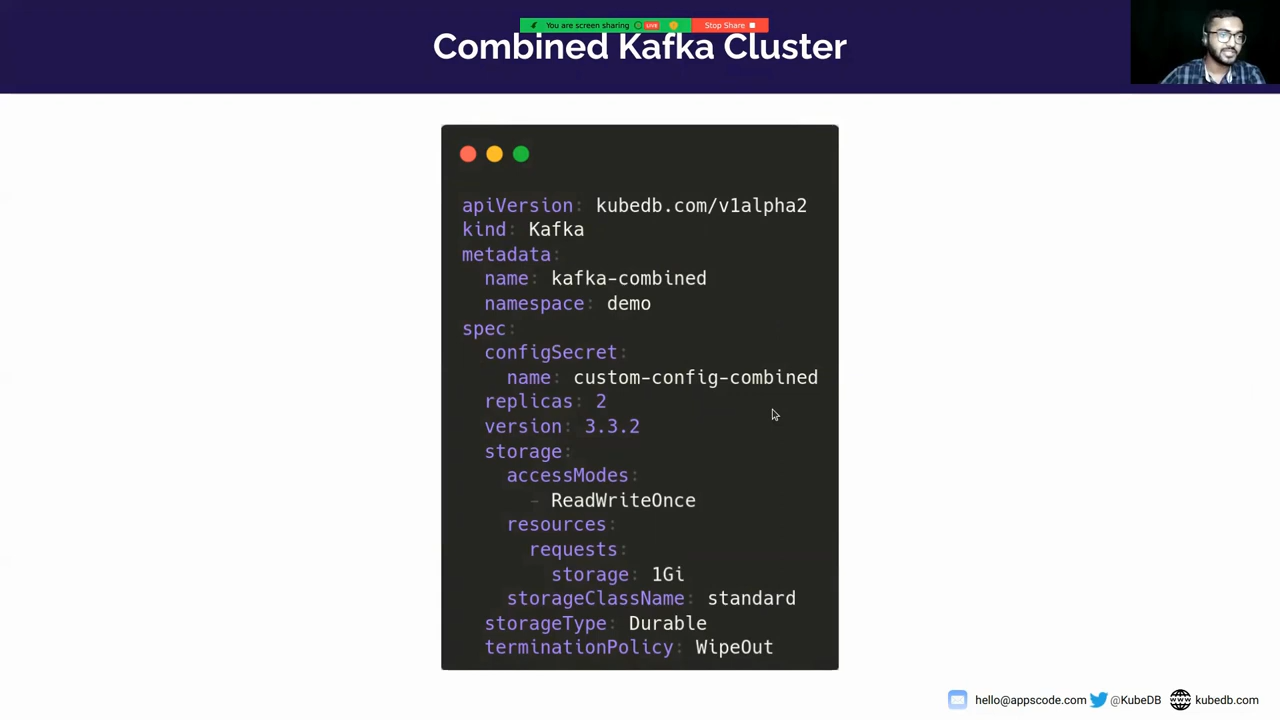 You are screen sharing LIVE Stop Share
Combined Kafka Cluster
apiVersion: kubedb.com/v1alpha2
kind: Kafka
metadata:
  name: kafka-combined
  namespace: demo
spec:
  configSecret:
    name: custom-config-combined
  replicas: 2
  version: 3.3.2
  storage:
    accessModes:
      - ReadWriteOnce
    resources:
      requests:
        storage: 1Gi
    storageClassName: standard
  storageType: Durable
  terminationPolicy: WipeOut
hello@appscode.com @KubeDB kubedb.com